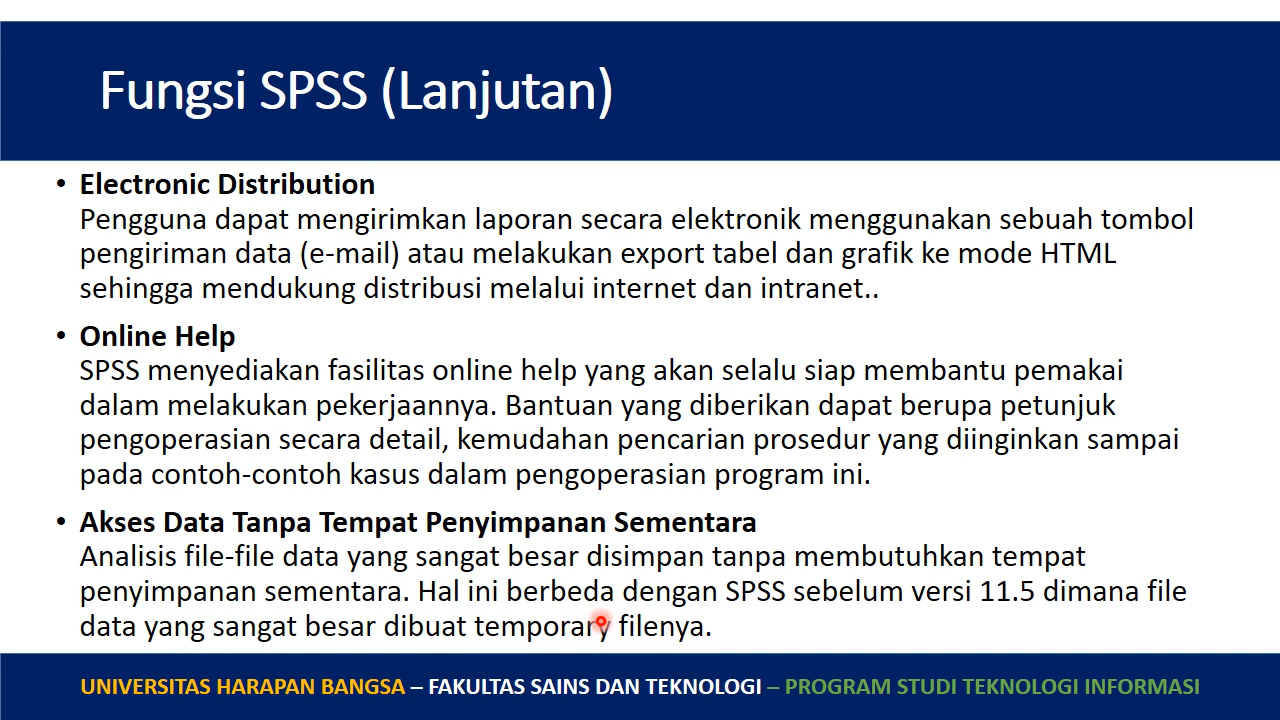 Fungsi SPSS (Lanjutan)
• Electronic Distribution
Pengguna dapat mengirimkan laporan secara elektronik menggunakan sebuah tombol
pengiriman data (e-mail) atau melakukan export tabel dan grafik ke mode HTML
sehingga mendukung distribusi melalui internet dan intranet..
• Online Help
SPSS menyediakan fasilitas online help yang akan selalu siap membantu pemakai
dalam melakukan pekerjaannya. Bantuan yang diberikan dapat berupa petunjuk
pengoperasian secara detail, kemudahan pencarian prosedur yang diinginkan sampai
pada contoh-contoh kasus dalam pengoperasian program ini.
• Akses Data Tanpa Tempat Penyimpanan Sementara
Analisis file-file data yang sangat besar disimpan tanpa membutuhkan tempat
penyimpanan sementara. Hal ini berbeda dengan SPSS sebelum versi 11.5 dimana file
data yang sangat besar dibuat temporary filenya.
UNIVERSITAS HARAPAN BANGSA – FAKULTAS SAINS DAN TEKNOLOGI – PROGRAM STUDI TEKNOLOGI INFORMASI